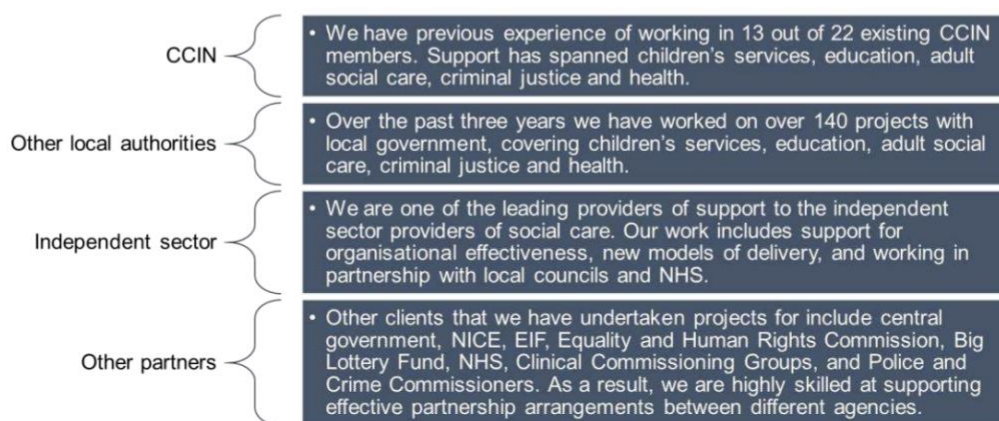 CCIN
• We have previous experience of working in 13 out of 22 existing CCIN
members. Support has spanned children's services, education, adult
social care, criminal justice and health.
Other local authorities
• Over the past three years we have worked on over 140 projects with
local government, covering children's services, education, adult social
care, criminal justice and health.
Independent sector
• We are one of the leading providers of support to the independent
sector providers of social care. Our work includes support for
organisational effectiveness, new models of delivery, and working in
partnership with local councils and NHS.
Other partners
• Other clients that we have undertaken projects for include central
government, NICE, EIF, Equality and Human Rights Commission, Big
Lottery Fund, NHS, Clinical Commissioning Groups, and Police and
Crime Commissioners. As a result, we are highly skilled at supporting
effective partnership arrangements between different agencies.